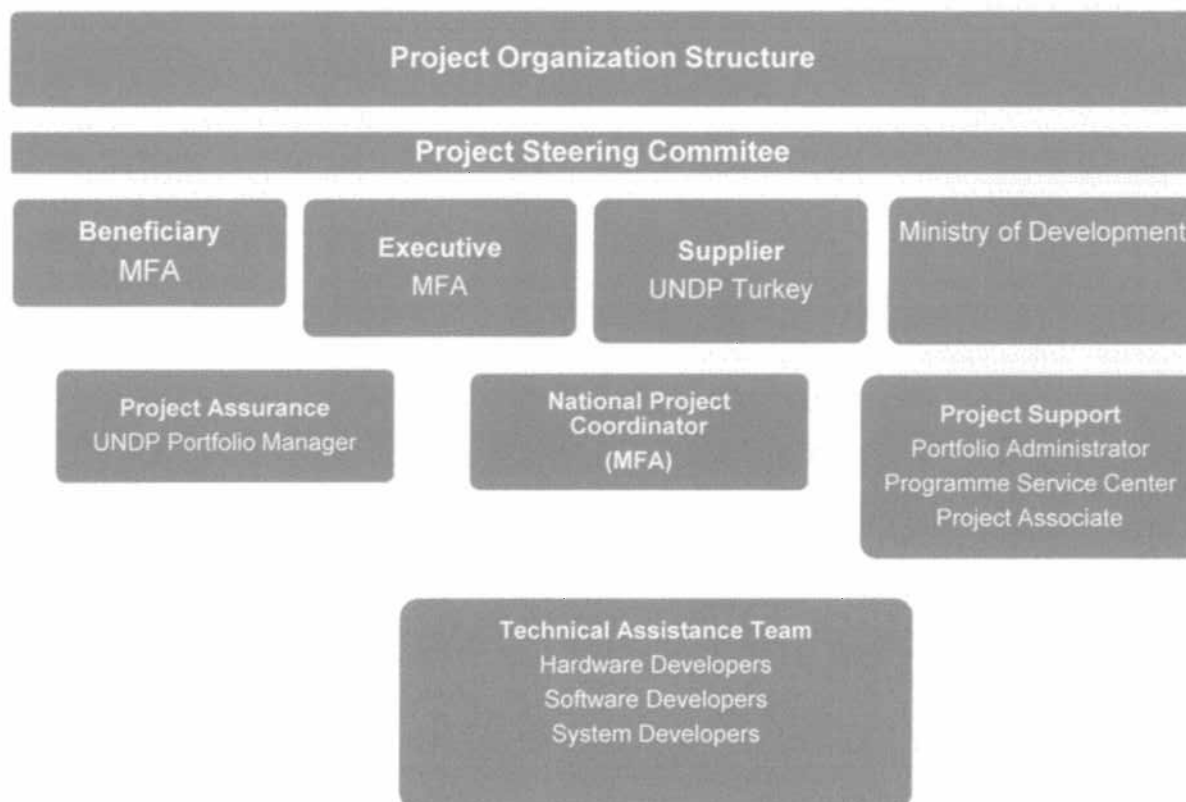 Project Organization Structure
Project Steering Commitee
Beneficiary
MFA
Executive
MFA
Supplier
UNDP Turkey
Ministry of Development
Project Assurance
UNDP Portfolio Manager
National Project
Coordinator
(MFA)
Project Support
Portfolio Administrator
Programme Service Center
Project Associate
Technical Assistance Team
Hardware Developers
Software Developers
System Developers